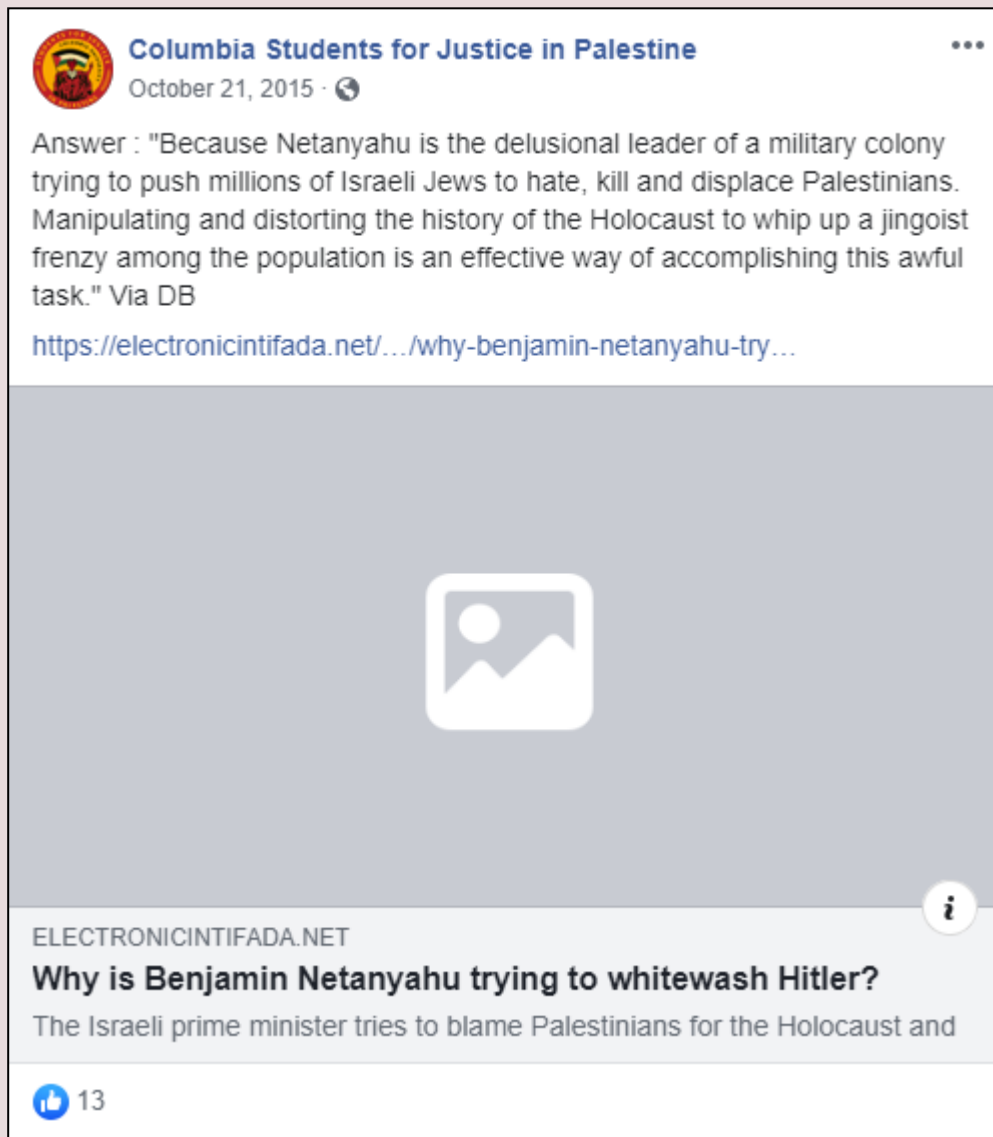 Columbia Students for Justice in Palestine
October 21, 2015 ·
Answer : "Because Netanyahu is the delusional leader of a military colony
trying to push millions of Israeli Jews to hate, kill and displace Palestinians.
Manipulating and distorting the history of the Holocaust to whip up a jingoist
frenzy among the population is an effective way of accomplishing this awful
task." Via DB
https://electronicintifada.net/…/why-benjamin-netanyahu-try…
i
ELECTRONICINTIFADA.NET
Why is Benjamin Netanyahu trying to whitewash Hitler?
The Israeli prime minister tries to blame Palestinians for the Holocaust and
13